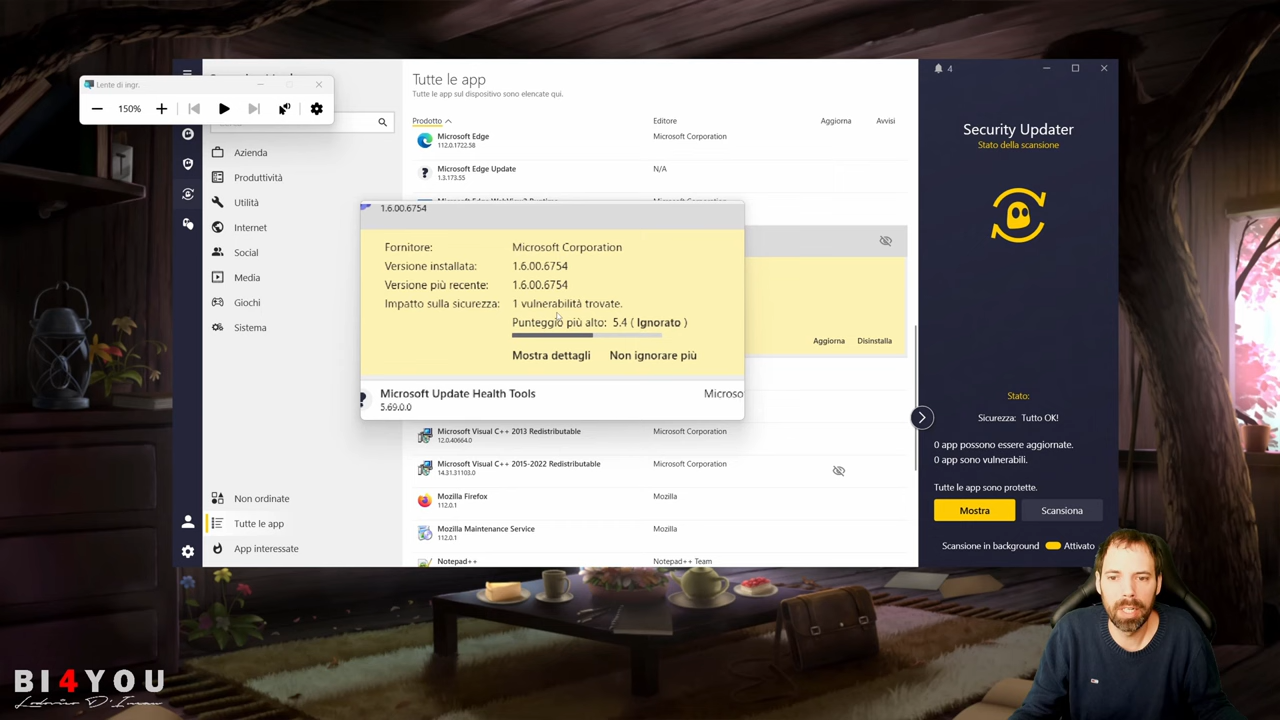 Lente di ingr.
150%
Azienda
Produttività
Utilità
Internet
Social
Media
Giochi
Sistema
Non ordinate
Tutte le app
App interessate
Tutte le app
Tutte le app sul dispositivo sono elencate qui.
Prodotto
Editore
Aggiorna
Avvisi
Microsoft Edge
112.0.1722.58
Microsoft Corporation
Microsoft Edge Update
1.3.173.55
N/A
1.6.00.6754
Fornitore: Microsoft Corporation
Versione installata: 1.6.00.6754
Versione più recente: 1.6.00.6754
Impatto sulla sicurezza: 1 vulnerabilità trovate.
Punteggio più alto: 5.4 ( Ignorato )
Mostra dettagli Non ignorare più
Microsoft Update Health Tools
5.69.0.0
Microso
Aggiorna Disinstalla
Microsoft Visual C++ 2013 Redistributable
12.0.40664.0
Microsoft Corporation
Microsoft Visual C++ 2015-2022 Redistributable
14.31.31103.0
Microsoft Corporation
Mozilla Firefox
112.0.1
Mozilla
Mozilla Maintenance Service
112.0.1
Mozilla
Notepad++
Notepad++ Team
4
Security Updater
Stato della scansione
Stato:
Sicurezza: Tutto OK!
0 app possono essere aggiornate.
0 app sono vulnerabili.
Tutte le app sono protette.
Mostra
Scansiona
Scansione in background Attivato
BI4YOU